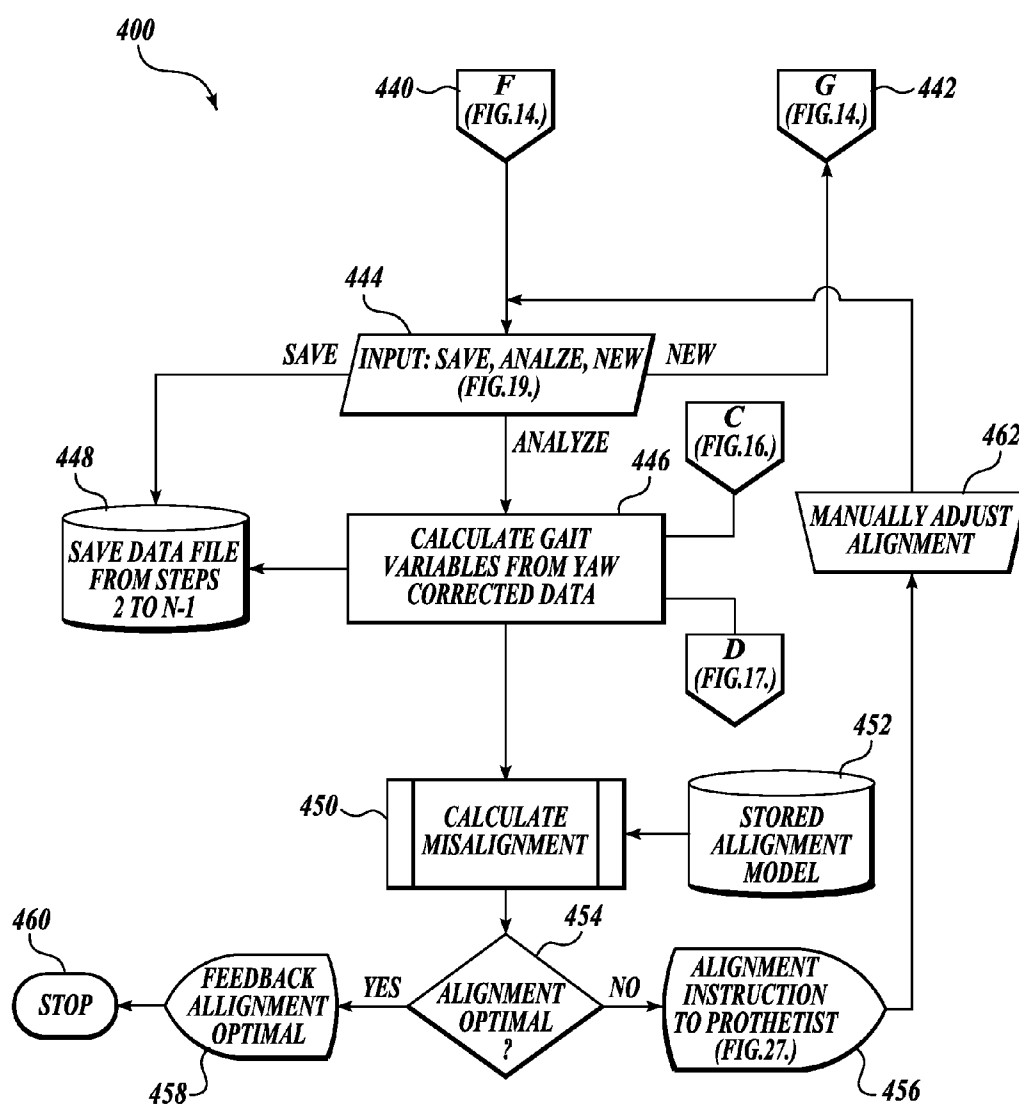 400
440
F
(FIG.14.)
G
(FIG.14.)
442
444
SAVE
INPUT: SAVE, ANALZE, NEW
(FIG.19.)
NEW
ANALYZE
C
(FIG.16.)
446
448
462
SAVE DATA FILE
FROM STEPS
2 TO N-1
CALCULATE GAIT
VARIABLES FROM YAW
CORRECTED DATA
MANUALLY ADJUST
ALIGNMENT
D
(FIG.17.)
452
450
CALCULATE
MISALIGNMENT
STORED
ALLIGNMENT
MODEL
454
460
STOP
FEEDBACK
ALLIGNMENT
OPTIMAL
YES
ALIGNMENT
OPTIMAL
?
NO
ALIGNMENT
INSTRUCTION
TO PROTHETIST
(FIG.27.)
458
456